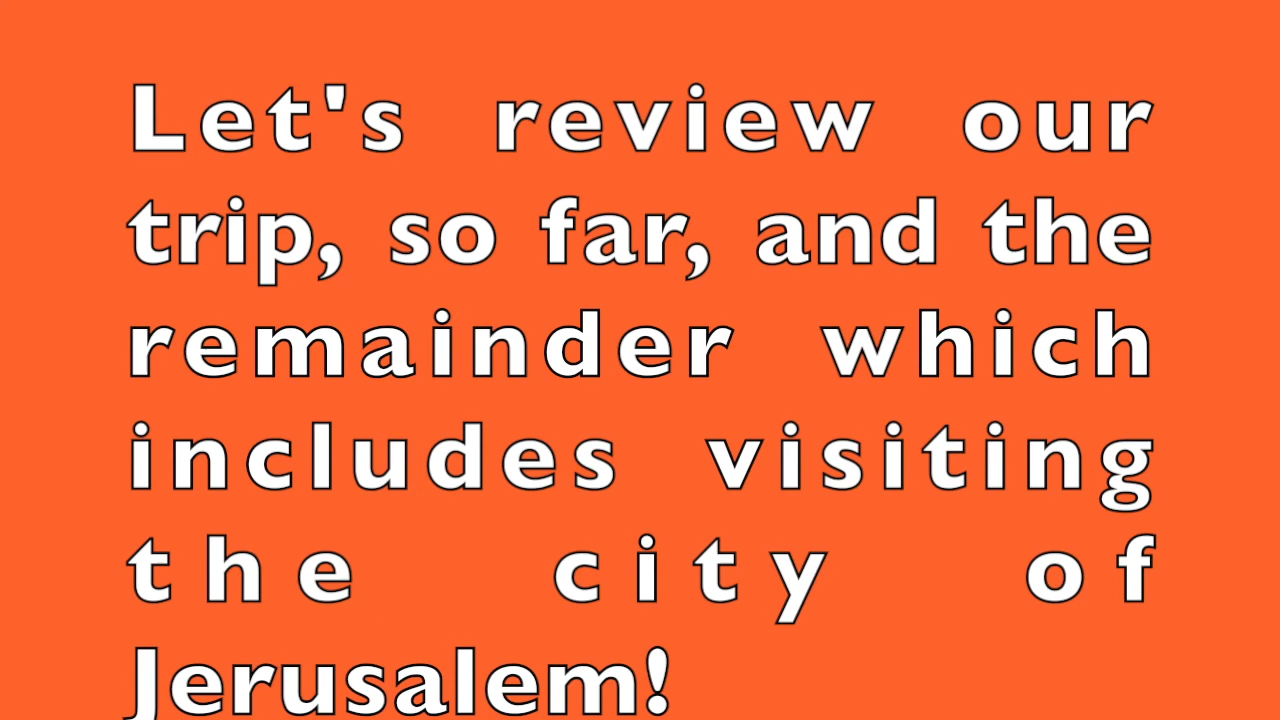 Let's review our
trip, so far, and the
remainder which
includes visiting
the city of
Jerusalem!